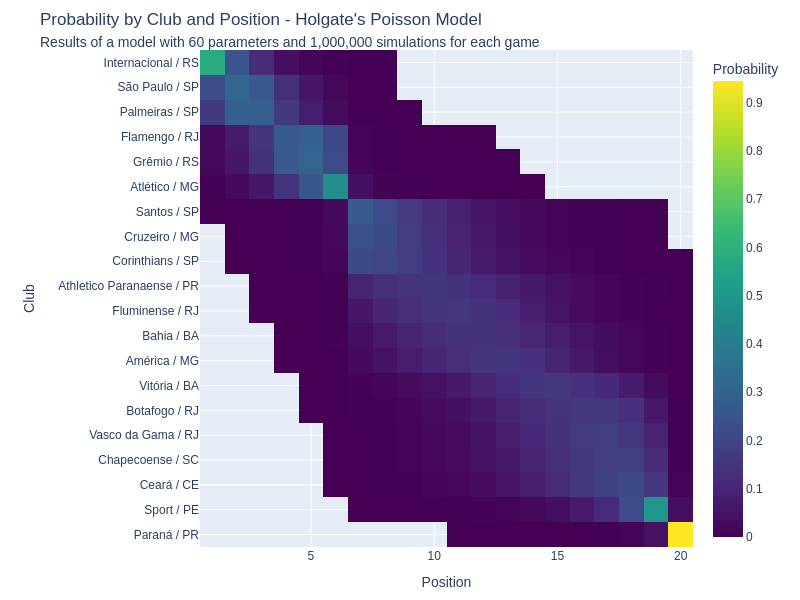 Probability by Club and Position - Holgate's Poisson Model
Results of a model with 60 parameters and 1,000,000 simulations for each game
Probability
Internacional / RS
São Paulo / SP
Palmeiras / SP
Flamengo / RJ
Grêmio / RS
Atlético / MG
Santos / SP
Cruzeiro / MG
Corinthians / SP
Athletico Paranaense / PR
Fluminense / RJ
Bahia / BA
América / MG
Vitória / BA
Botafogo / RJ
Vasco da Gama / RJ
Chapecoense / SC
Ceará / CE
Sport / PE
Paraná / PR
Club
5
10
15
20
Position
0.9
0.8
0.7
0.6
0.5
0.4
0.3
0.2
0.1
0